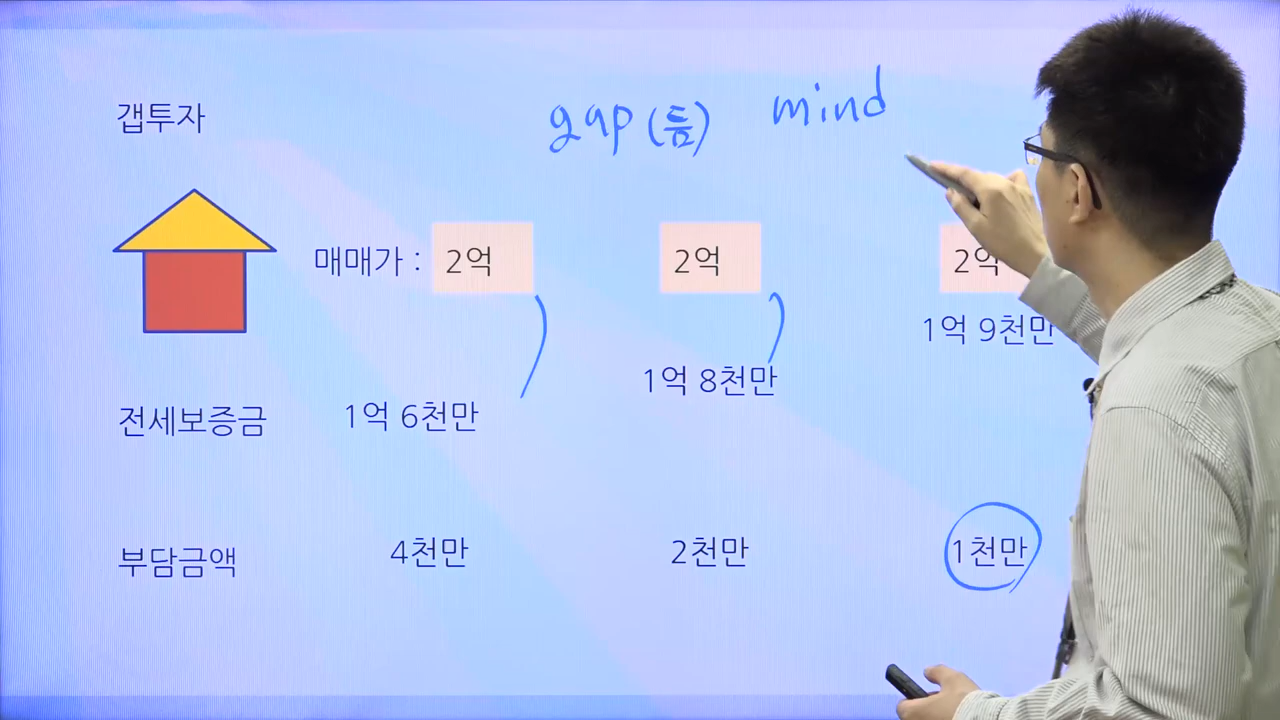 갭투자
gap (틈) mind
매매가 : 2억 2억 2억
1억 9천만
1억 8천만
전세보증금 1억 6천만
부담금액 4천만 2천만 1천만